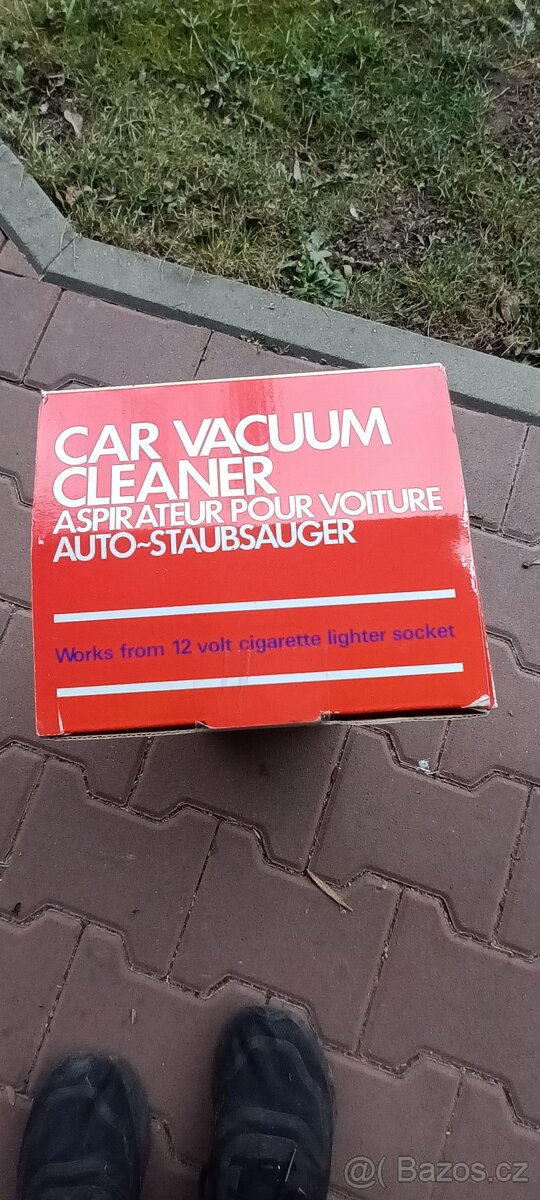 CAR VACUUM
CLEANER
ASPIRATEUR POUR VOITURE
AUTO~STAUBSAUGER
Works from 12 volt cigarette lighter socket
@( Bazos.cz